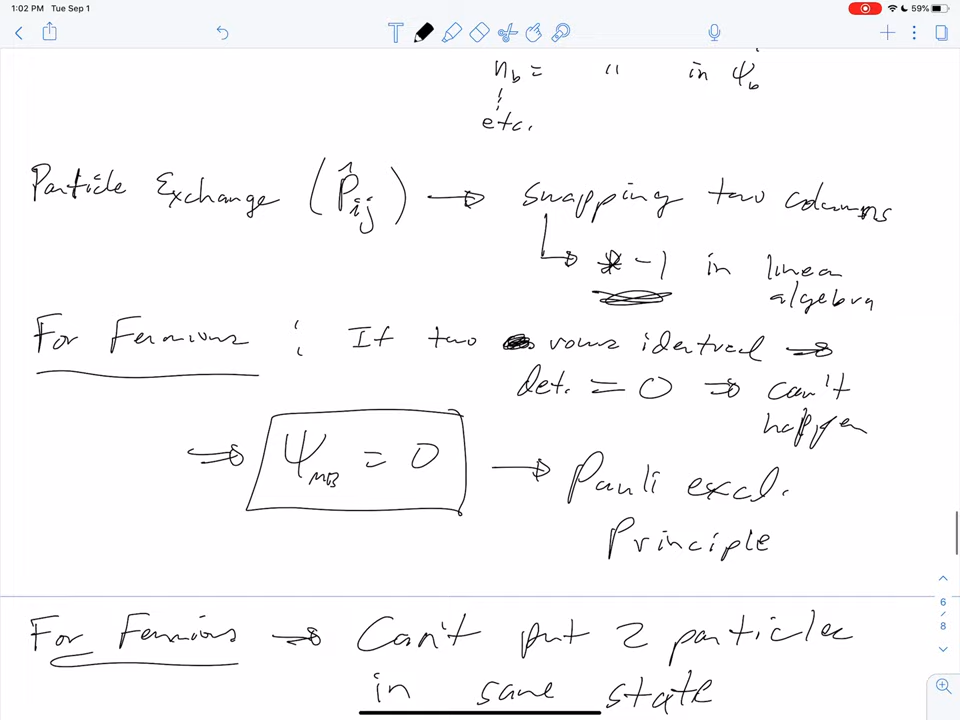 1:02 PM Tue Sep 1
59%
n_b = " in ψ_b
etc.
Particle Exchange (P̂_ij) → swapping two columns
↳ * -1 in linear
algebra
For Fermions : If two rows identical →
det. = 0 ⇒ can't
happen
⇒ Ψ_MB = 0 → Pauli excl.
Principle
6
8
For Fermions → Can't put 2 particles
in same state